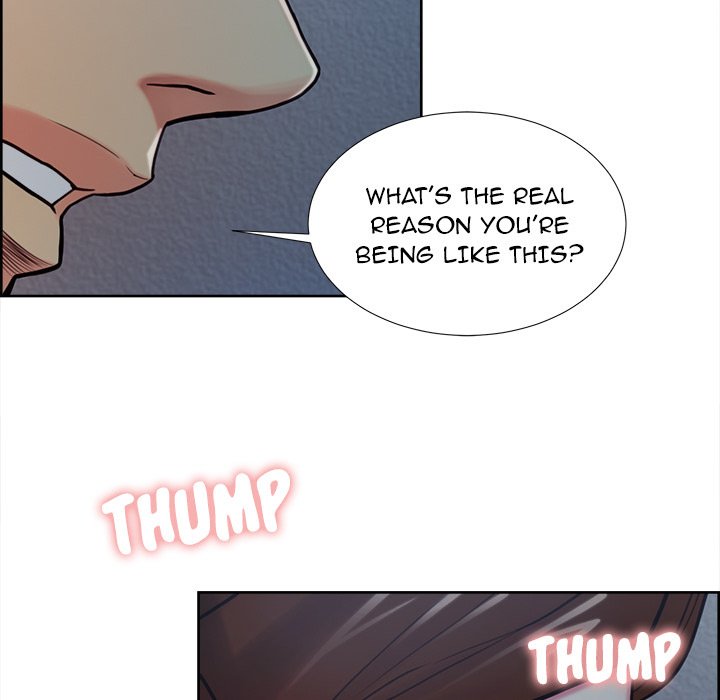 WHAT'S THE REAL
REASON YOU'RE
BEING LIKE THIS?
THUMP
THUMP